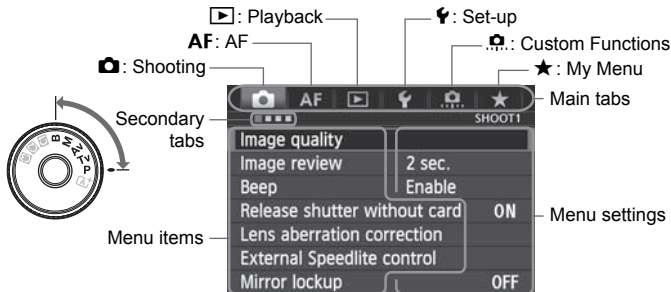 : Playback
: Set-up
AF: AF
: Custom Functions
: Shooting
: My Menu
AF
Main tabs
Secondary tabs
SHOOT1
Image quality
Image review 2 sec.
Beep Enable
Release shutter without card ON
Menu settings
Menu items
Lens aberration correction
External Speedlite control
Mirror lockup OFF
B
M
Av
Tv
P
A+